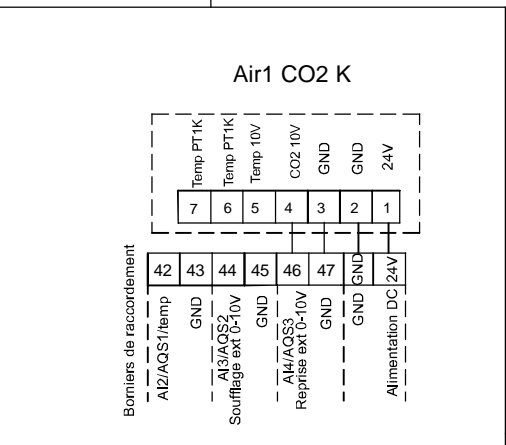 Air1 CO2 K
Temp PT1K
Temp PT1K
Temp 10V
CO2 10V
GND
GND
24V
7 6 5 4 3 2 1
Borniers de raccordement
42 43 44 45 46 47 GND 24V
AI2/AQS1/temp
GND
AI3/AQS2
Soufflage ext 0-10V
GND
AI4/AQS3
Reprise ext 0-10V
GND
GND
Alimentation DC